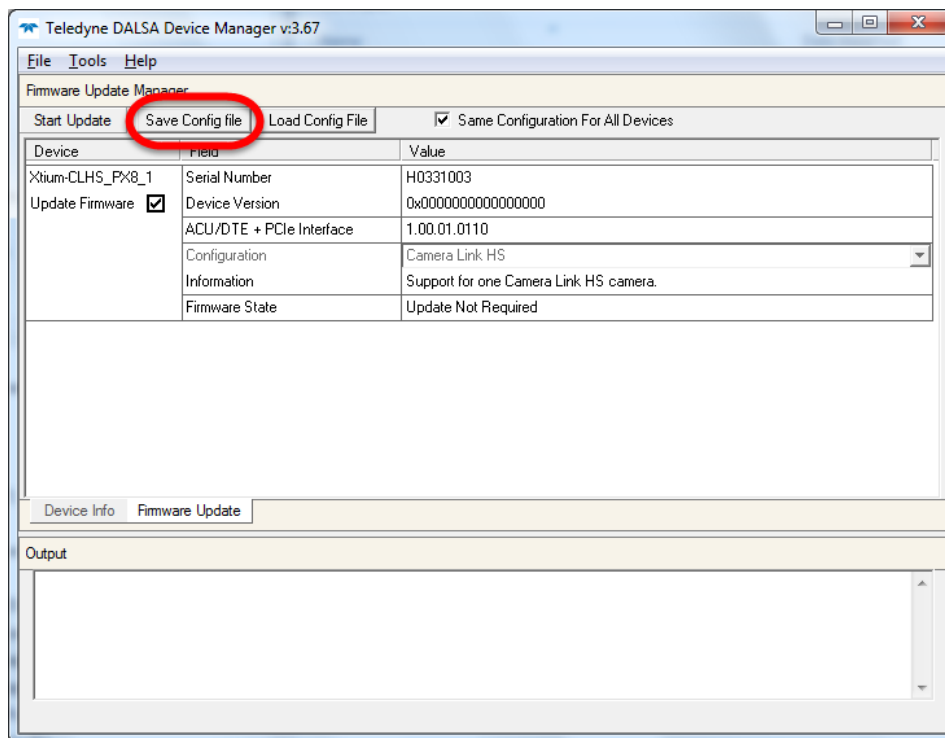 Teledyne DALSA Device Manager v:3.67
File Tools Help
Firmware Update Manager
Start Update Save Config file Load Config File Same Configuration For All Devices
Device Field Value
Xtium-CLHS_PX8_1 Serial Number H0331003
Update Firmware Device Version 0x0000000000000000
ACU/DTE + PCIe Interface 1.00.01.0110
Configuration Camera Link HS
Information Support for one Camera Link HS camera.
Firmware State Update Not Required
Device Info Firmware Update
Output